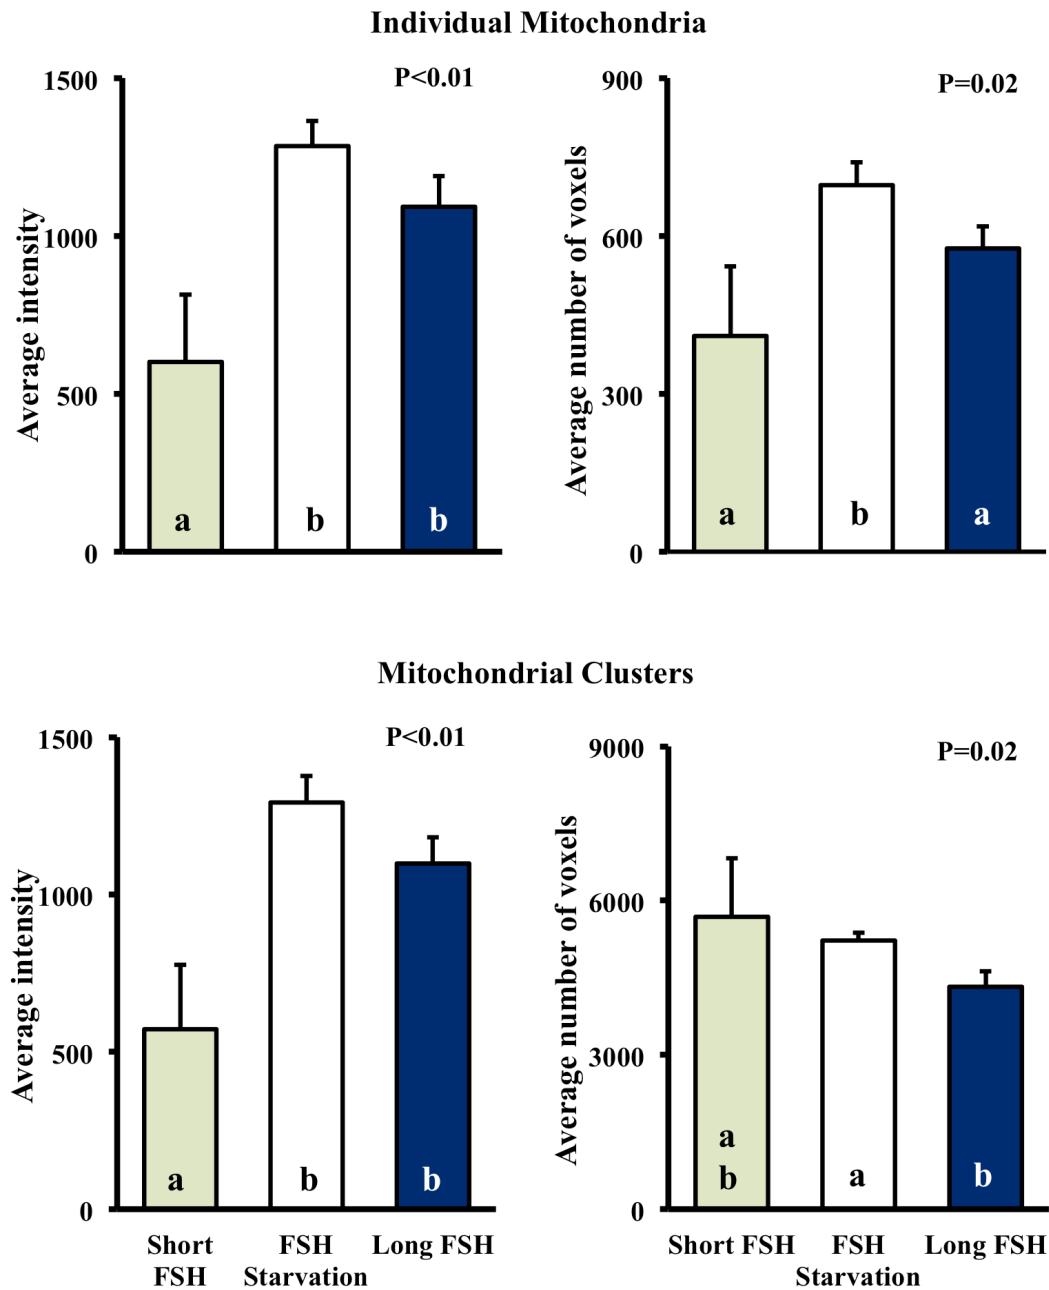 Individual Mitochondria
P<0.01
1500
1000
500
0
Average intensity
a
b
b
P=0.02
900
600
300
0
Average number of voxels
a
b
a
Mitochondrial Clusters
P<0.01
1500
1000
500
0
Average intensity
a
b
b
Short
FSH
FSH
Starvation
Long FSH
P=0.02
9000
6000
3000
0
Average number of voxels
a
b
a
b
Short FSH
FSH
Starvation
Long FSH